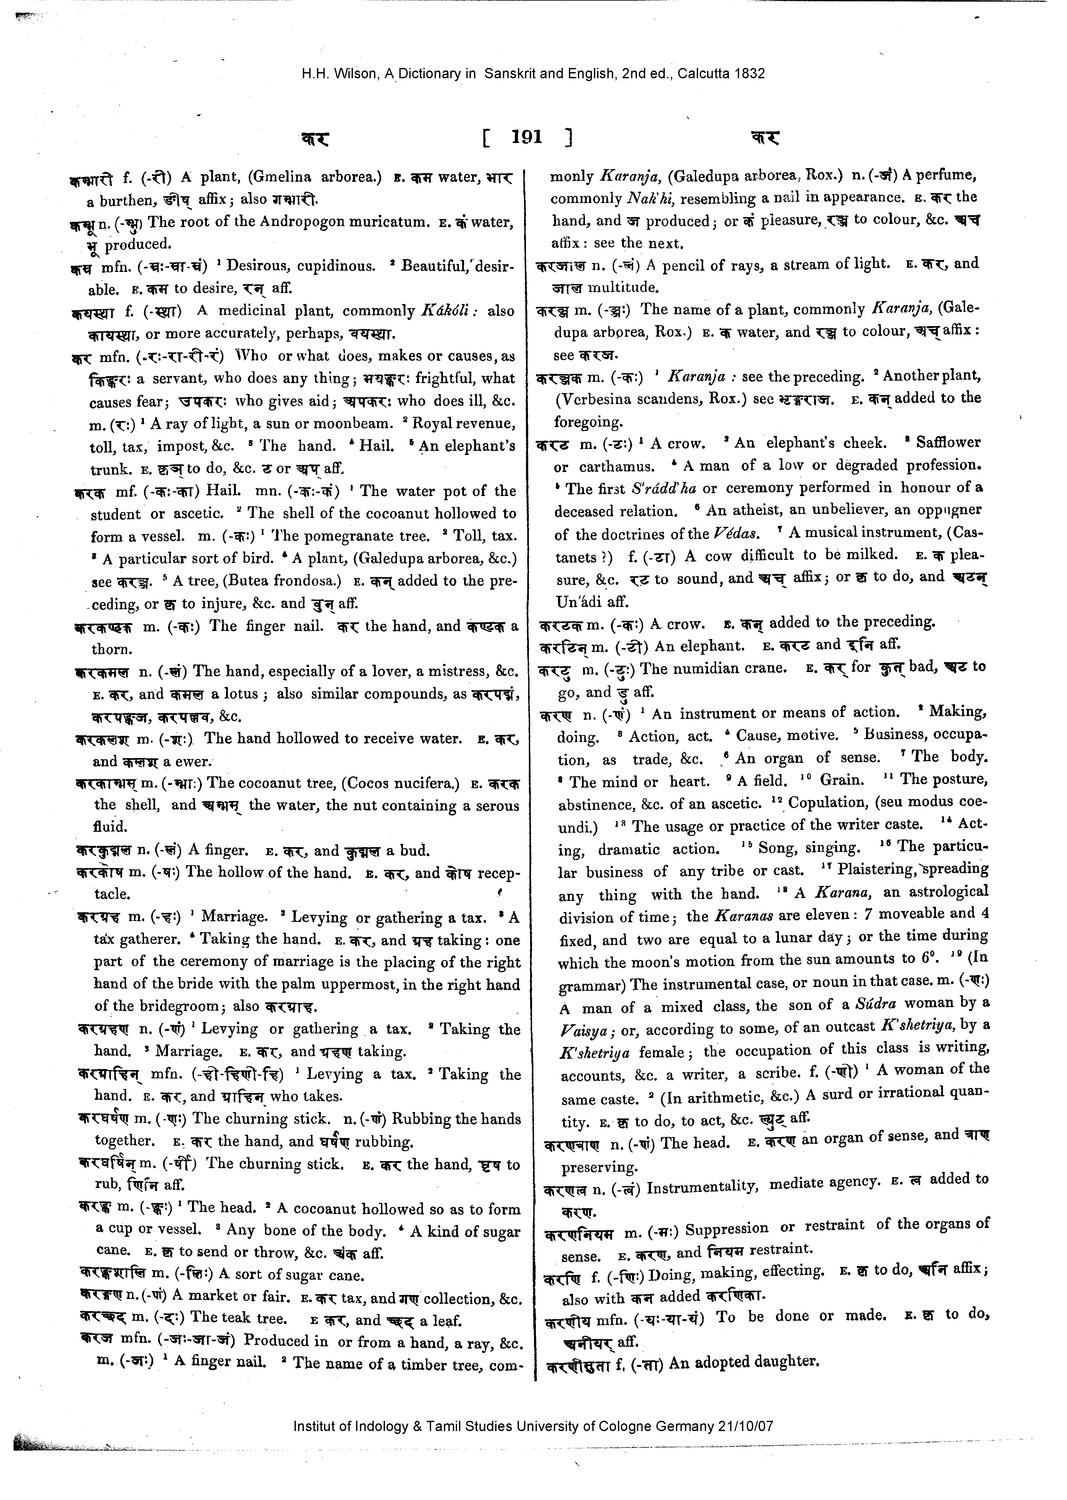 H.H. Wilson, A Dictionary in Sanskrit and English, 2nd ed., Calcutta 1832
कर [ 191 ] कर
कम्भारी f. (-री) A plant, (Gmelina arborea.) E. कम water, भार
a burthen, ङीष् affix; also गम्भारी.
कम्भू n. (-म्भु) The root of the Andropogon muricatum. E. कं water,
भू produced.
कम्र mfn. (-म्रः-म्रा-म्रं) ¹ Desirous, cupidinous. ² Beautiful, desir-
able. E. कम to desire, रन् aff.
कयस्था f. (-स्था) A medicinal plant, commonly Kákóli: also
कायस्था, or more accurately, perhaps, वयस्था.
कर mfn. (-रः-रा-री-रं) Who or what does, makes or causes, as
किङ्करः a servant, who does any thing; भयङ्करः frightful, what
causes fear; उपकरः who gives aid; अपकरः who does ill, &c.
m. (रः) ¹ A ray of light, a sun or moonbeam. ² Royal revenue,
toll, tax, impost, &c. ³ The hand. ⁴ Hail. ⁵ An elephant's
trunk. E. कृञ् to do, &c. ट or अप् aff.
करक mf. (-कः-का) Hail. mn. (-कः-कं) ¹ The water pot of the
student or ascetic. ² The shell of the cocoanut hollowed to
form a vessel. m. (-कः) ¹ The pomegranate tree. ² Toll, tax.
³ A particular sort of bird. ⁴ A plant, (Galedupa arborea, &c.)
see करञ्ज. ⁵ A tree, (Butea frondosa.) E. कन् added to the pre-
ceding, or कृ to injure, &c. and वुन् aff.
करकण्टक m. (-कः) The finger nail. कर the hand, and कण्टक a
thorn.
करकमल n. (-लं) The hand, especially of a lover, a mistress, &c.
E. कर, and कमल a lotus; also similar compounds, as करपद्मं,
करपङ्कज, करपल्लव, &c.
करकलश m. (-शः) The hand hollowed to receive water. E. कर,
and कलश a ewer.
करकाम्भस् m. (-म्भाः) The cocoanut tree, (Cocos nucifera.) E. करक
the shell, and अम्भस् the water, the nut containing a serous
fluid.
करकुद्मल n. (-लं) A finger. E. कर, and कुद्मल a bud.
करकोष m. (-षः) The hollow of the hand. E. कर, and कोष recep-
tacle.
करग्रह m. (-हः) ¹ Marriage. ² Levying or gathering a tax. ³ A
tax gatherer. ⁴ Taking the hand. E. कर, and ग्रह taking: one
part of the ceremony of marriage is the placing of the right
hand of the bride with the palm uppermost, in the right hand
of the bridegroom; also करग्राह.
करग्रहण n. (-णं) ¹ Levying or gathering a tax. ² Taking the
hand. ³ Marriage. E. कर, and ग्रहण taking.
करग्राहिन् mfn. (-ही-हिणी-हि) ¹ Levying a tax. ² Taking the
hand. E. कर, and ग्राहिन् who takes.
करघर्षण m. (-णः) The churning stick. n. (-णं) Rubbing the hands
together. E. कर the hand, and घर्षण rubbing.
करघर्षिन् m. (-र्षी) The churning stick. E. कर the hand, घृष to
rub, णिनि aff.
करङ्क m. (-ङ्कः) ¹ The head. ² A cocoanut hollowed so as to form
a cup or vessel. ³ Any bone of the body. ⁴ A kind of sugar
cane. E. कृ to send or throw, &c. अंक aff.
करङ्कशालि m. (-लिः) A sort of sugar cane.
करङ्गण n. (-णं) A market or fair. E. कर tax, and गण collection, &c.
करच्छद m. (-दः) The teak tree. E कर, and च्छद a leaf.
करज mfn. (-जः-जा-जं) Produced in or from a hand, a ray, &c.
m. (-जः) ¹ A finger nail. ² The name of a timber tree, com-
monly Karanja, (Galedupa arborea, Rox.) n. (-जं) A perfume,
commonly Nak'hi, resembling a nail in appearance. E. कर the
hand, and ज produced; or कं pleasure, रञ्ज to colour, &c. अच
affix: see the next.
करजाल n. (-लं) A pencil of rays, a stream of light. E. कर, and
जाल multitude.
करञ्ज m. (-ञ्जः) The name of a plant, commonly Karanja, (Gale-
dupa arborea, Rox.) E. क water, and रञ्ज to colour, अच् affix:
see करज.
करञ्जक m. (-कः) ¹ Karanja: see the preceding. ² Another plant,
(Verbesina scandens, Rox.) see भृङ्गराज. E. कन् added to the
foregoing.
करट m. (-टः) ¹ A crow. ² An elephant's cheek. ³ Safflower
or carthamus. ⁴ A man of a low or degraded profession.
⁵ The first S'rádd'ha or ceremony performed in honour of a
deceased relation. ⁶ An atheist, an unbeliever, an oppugner
of the doctrines of the Védas. ⁷ A musical instrument, (Cas-
tanets?) f. (-टा) A cow difficult to be milked. E. क plea-
sure, &c. रट to sound, and अच् affix; or कृ to do, and अटन्
Un'ádi aff.
करटक m. (-कः) A crow. E. कन् added to the preceding.
करटिन् m. (-टी) An elephant. E. करट and इनि aff.
करटु m. (-टुः) The numidian crane. E. कर् for कुत् bad, अट to
go, and डु aff.
करण n. (-णं) ¹ An instrument or means of action. ² Making,
doing. ³ Action, act. ⁴ Cause, motive. ⁵ Business, occupa-
tion, as trade, &c. ⁶ An organ of sense. ⁷ The body.
⁸ The mind or heart. ⁹ A field. ¹⁰ Grain. ¹¹ The posture,
abstinence, &c. of an ascetic. ¹² Copulation, (seu modus coe-
undi.) ¹³ The usage or practice of the writer caste. ¹⁴ Act-
ing, dramatic action. ¹⁵ Song, singing. ¹⁶ The particu-
lar business of any tribe or cast. ¹⁷ Plaistering, spreading
any thing with the hand. ¹⁸ A Karana, an astrological
division of time; the Karanas are eleven: 7 moveable and 4
fixed, and two are equal to a lunar day; or the time during
which the moon's motion from the sun amounts to 6°. ¹⁹ (In
grammar) The instrumental case, or noun in that case. m. (-णः)
A man of a mixed class, the son of a Súdra woman by a
Vaisya; or, according to some, of an outcast K'shetriya, by a
K'shetriya female; the occupation of this class is writing,
accounts, &c. a writer, a scribe. f. (-णी) ¹ A woman of the
same caste. ² (In arithmetic, &c.) A surd or irrational quan-
tity. E. कृ to do, to act, &c. ल्युट् aff.
करणत्राण n. (-णं) The head. E. करण an organ of sense, and त्राण
preserving.
करणत्व n. (-त्वं) Instrumentality, mediate agency. E. त्व added to
करण.
करणनियम m. (-मः) Suppression or restraint of the organs of
sense. E. करण, and नियम restraint.
करणि f. (-णिः) Doing, making, effecting. E. कृ to do, अनि affix;
also with कन added करणिका.
करणीय mfn. (-यः-या-यं) To be done or made. E. कृ to do,
अनीयर् aff.
करणीसुता f. (-ता) An adopted daughter.
Institut of Indology & Tamil Studies University of Cologne Germany 21/10/07